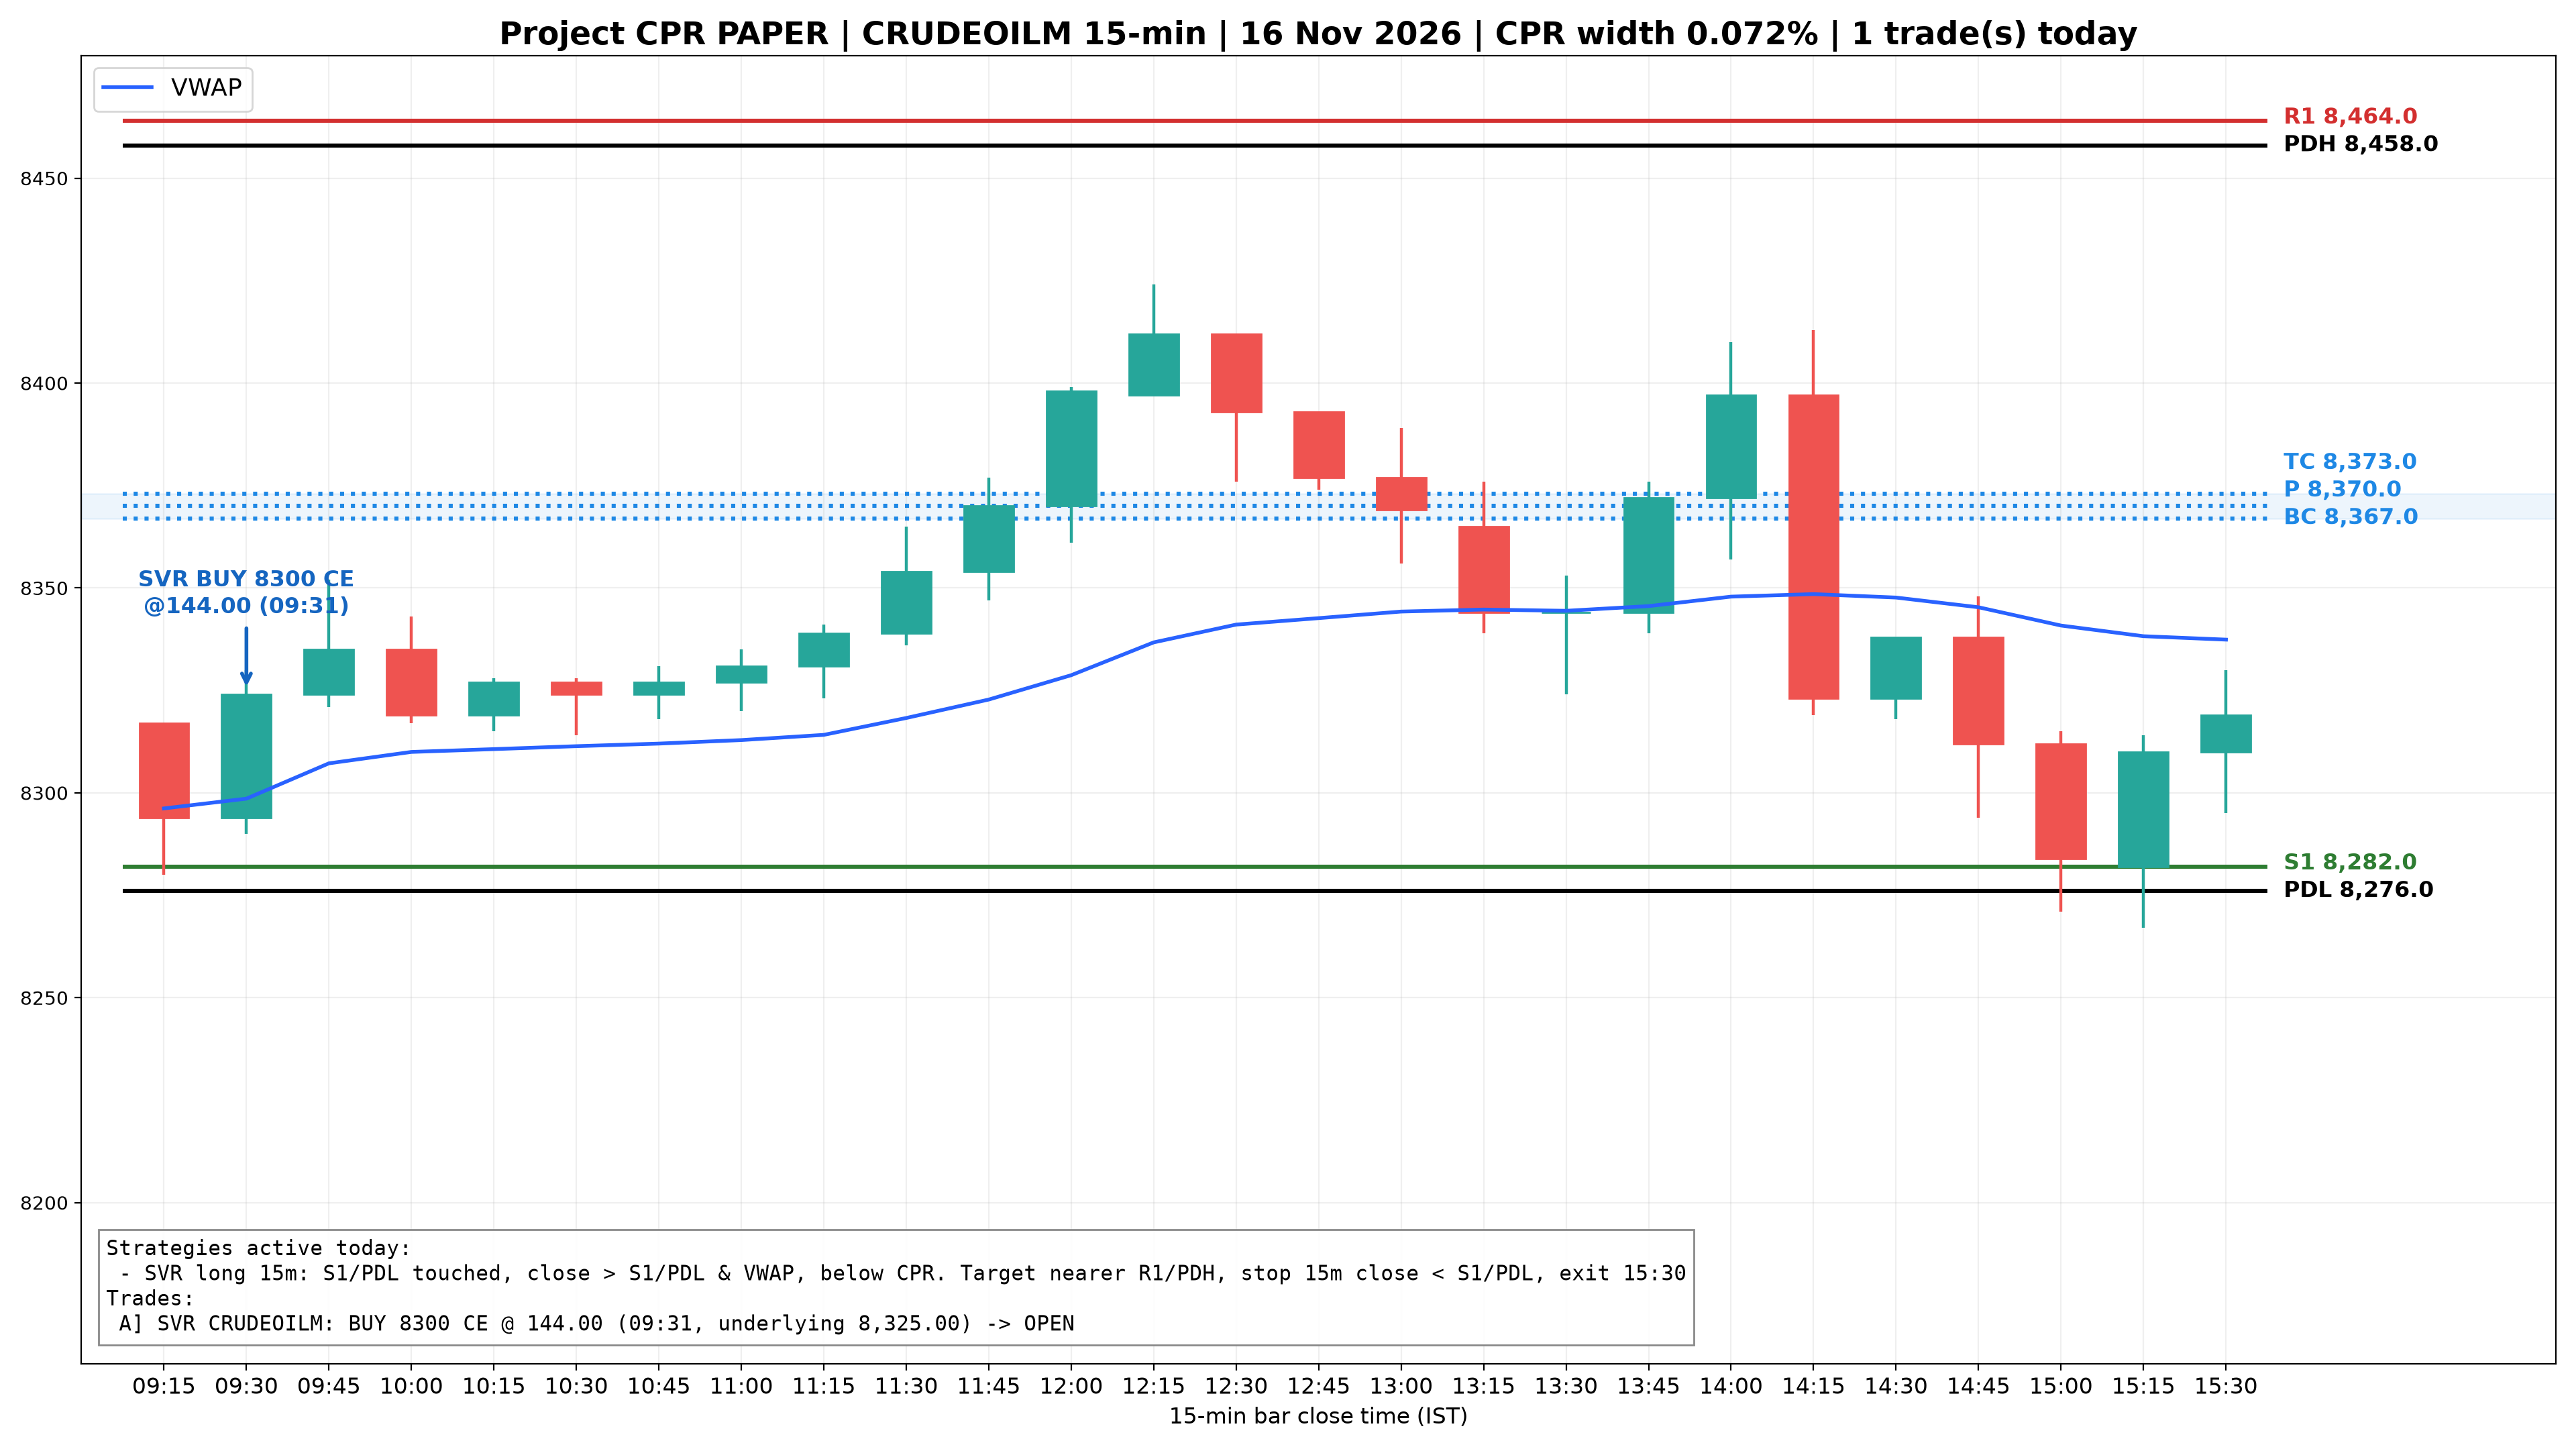 Project CPR PAPER | CRUDEOILM 15-min | 16 Nov 2026 | CPR width 0.072% | 1 trade(s) today
VWAP
R1 8,464.0
PDH 8,458.0
8450
8400
TC 8,373.0
P 8,370.0
BC 8,367.0
SVR BUY 8300 CE
@144.00 (09:31)
8350
8300
S1 8,282.0
PDL 8,276.0
8250
8200
Strategies active today:
- SVR long 15m: S1/PDL touched, close > S1/PDL & VWAP, below CPR. Target nearer R1/PDH, stop 15m close < S1/PDL, exit 15:30
Trades:
A] SVR CRUDEOILM: BUY 8300 CE @ 144.00 (09:31, underlying 8,325.00) -> OPEN
09:15 09:30 09:45 10:00 10:15 10:30 10:45 11:00 11:15 11:30 11:45 12:00 12:15 12:30 12:45 13:00 13:15 13:30 13:45 14:00 14:15 14:30 14:45 15:00 15:15 15:30
15-min bar close time (IST)